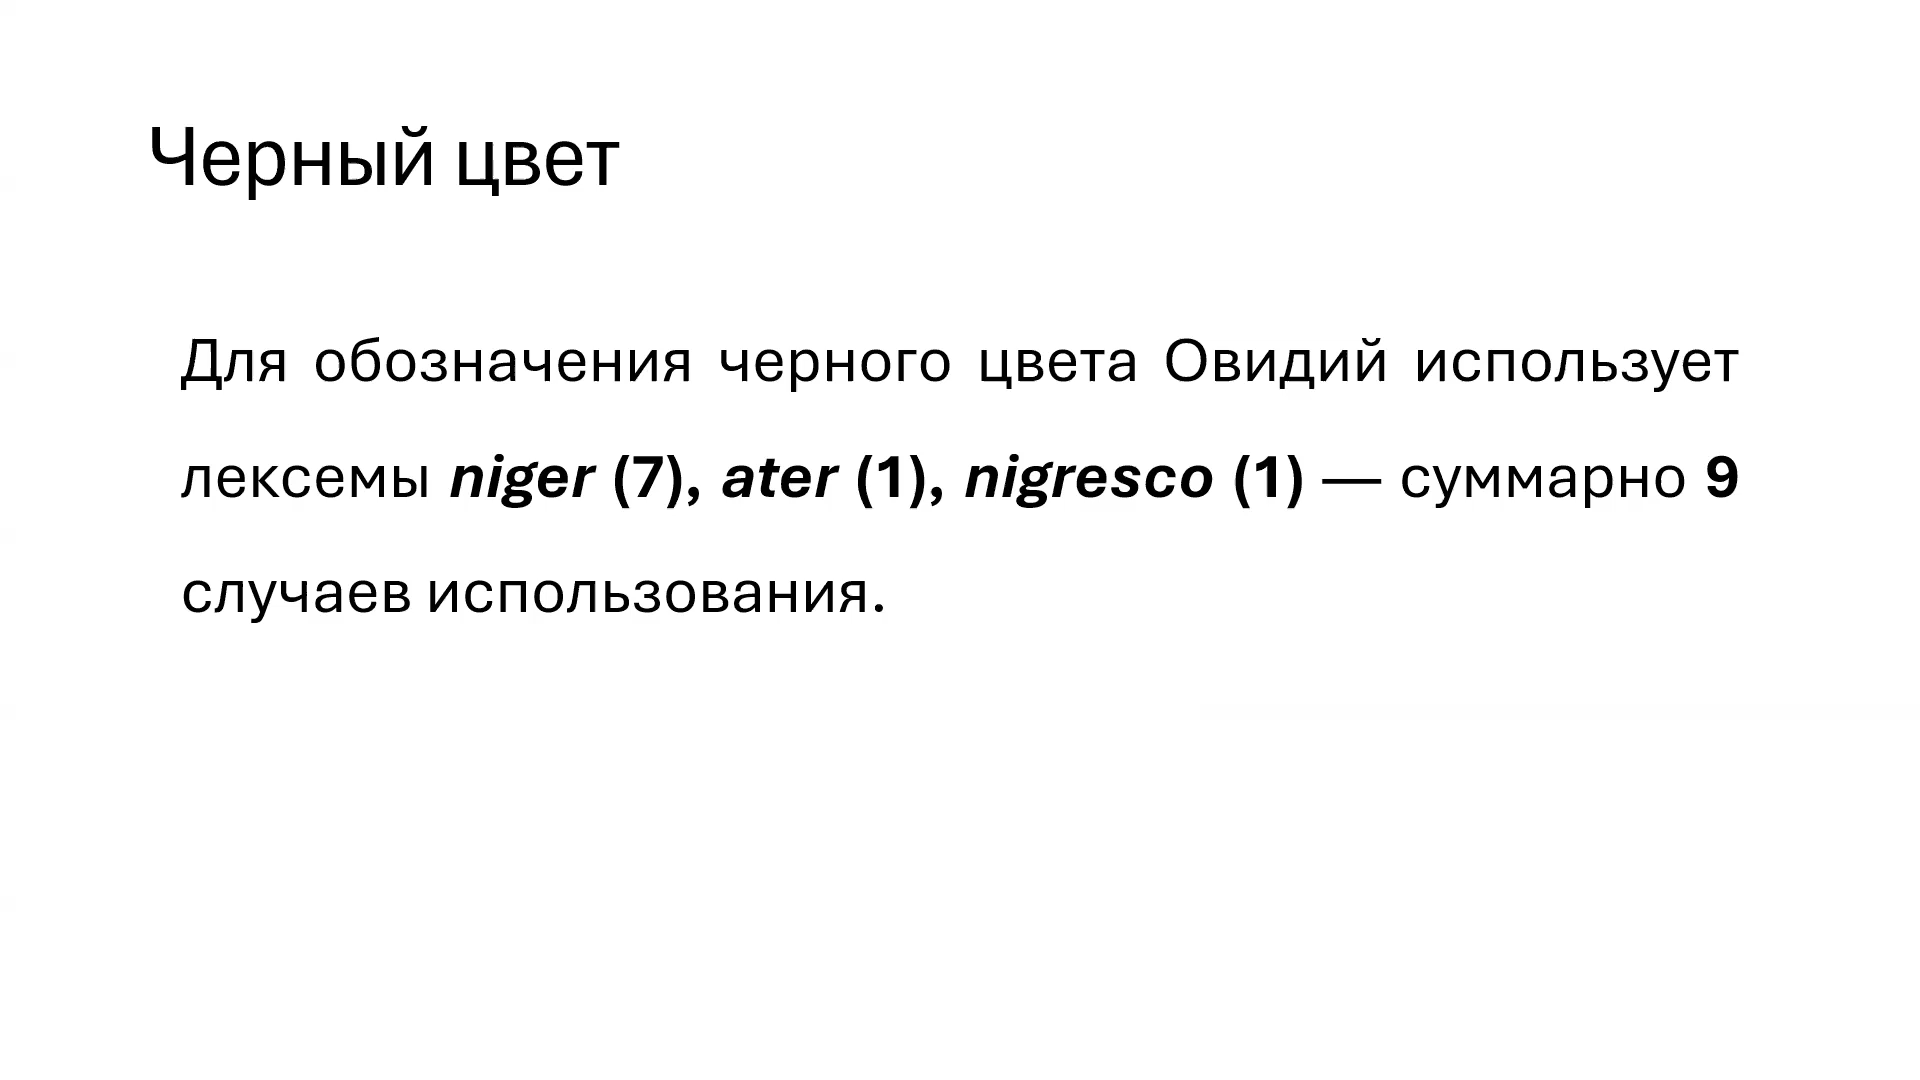 Черный цвет
Для обозначения черного цвета Овидий использует
лексемы niger (7), ater (1), nigresco (1) — суммарно 9
случаев использования.